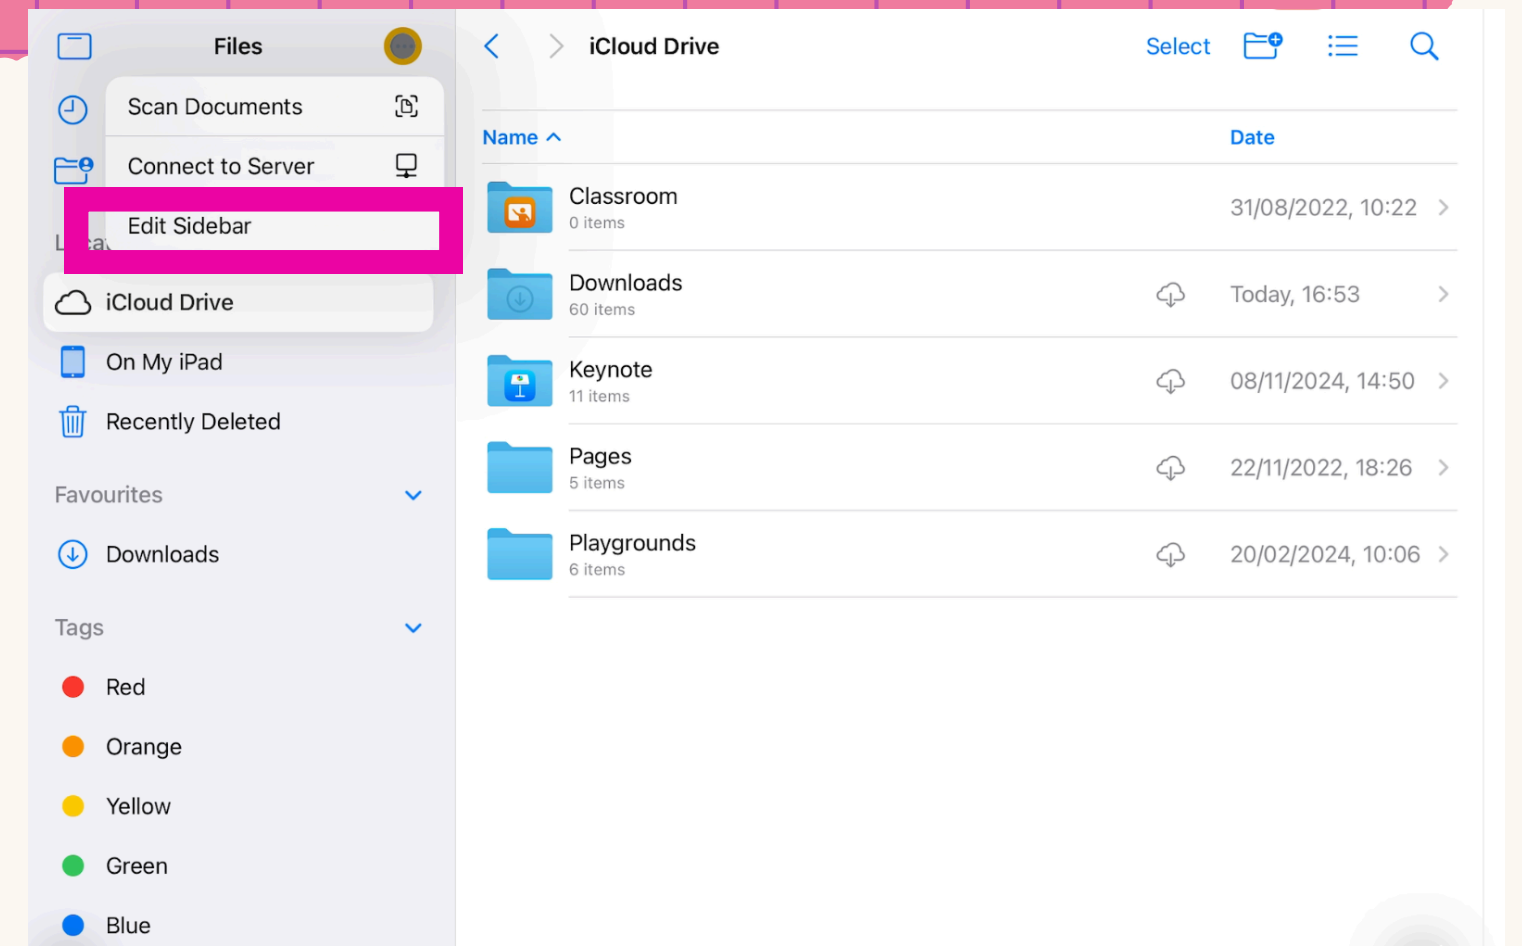 Files
Scan Documents
Connect to Server
Edit Sidebar
iCloud Drive
On My iPad
Recently Deleted
Favourites
Downloads
Tags
Red
Orange
Yellow
Green
Blue
iCloud Drive
Select
Name
Date
Classroom
0 items
31/08/2022, 10:22
Downloads
60 items
Today, 16:53
Keynote
11 items
08/11/2024, 14:50
Pages
5 items
22/11/2022, 18:26
Playgrounds
6 items
20/02/2024, 10:06